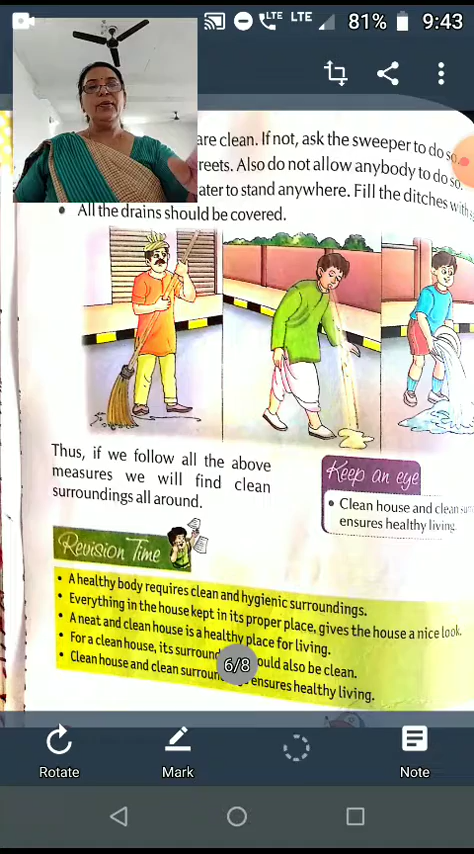 LTE LTE 81% 9:43
are clean. If not, ask the sweeper to do so.
reets. Also do not allow anybody to do so.
ater to stand anywhere. Fill the ditches with
• All the drains should be covered.
Thus, if we follow all the above
measures we will find clean
surroundings all around.
Keep an eye
• Clean house and clean sur
ensures healthy living.
Revision Time
• A healthy body requires clean and hygienic surroundings.
• Everything in the house kept in its proper place, gives the house a nice look.
• A neat and clean house is a healthy place for living.
• For a clean house, its surround ould also be clean.
• Clean house and clean surroun ensures healthy living.
6/8
Rotate Mark Note